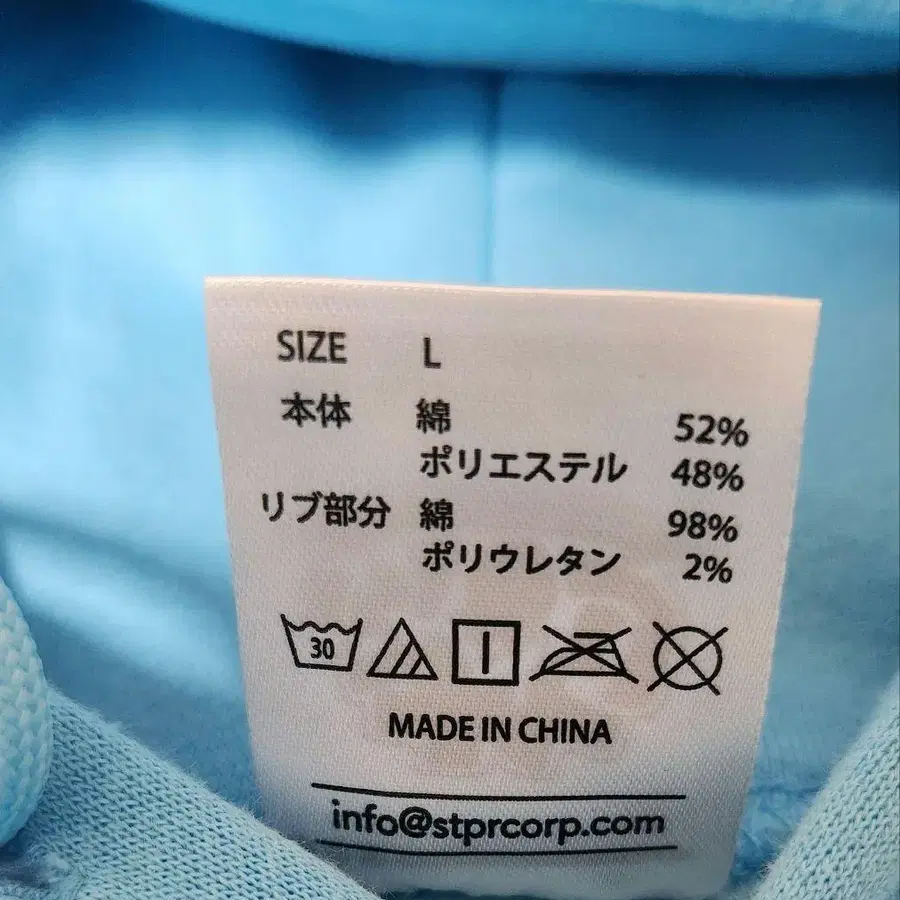 SIZE L
本体 綿 52%
ポリエステル 48%
リブ部分 綿 98%
ポリウレタン 2%
30
MADE IN CHINA
info@stprcorp.com